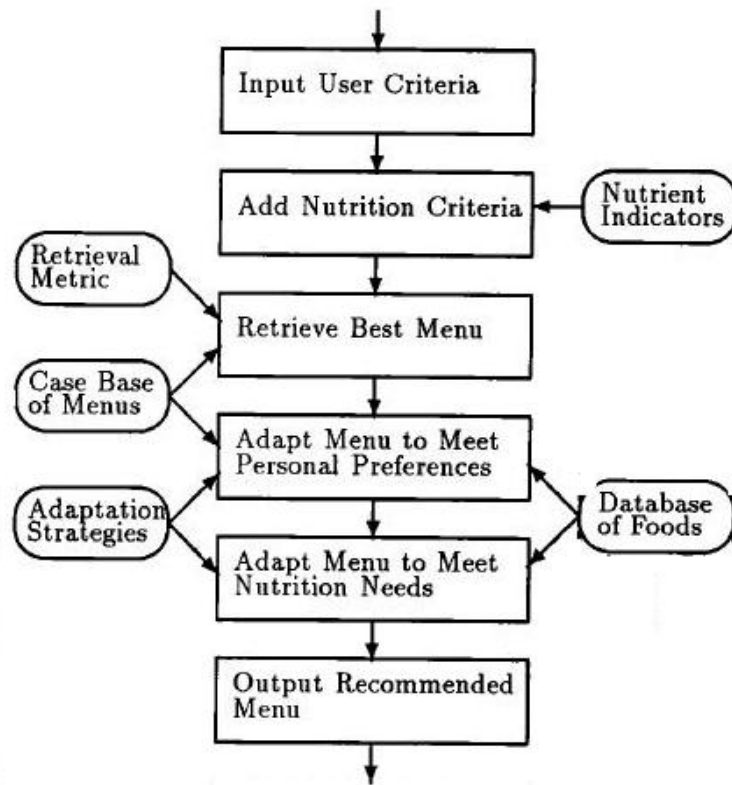 Input User Criteria
Add Nutrition Criteria
Nutrient
Indicators
Retrieval
Metric
Retrieve Best Menu
Case Base
of Menus
Adapt Menu to Meet
Personal Preferences
Adaptation
Strategies
Database
of Foods
Adapt Menu to Meet
Nutrition Needs
Output Recommended
Menu